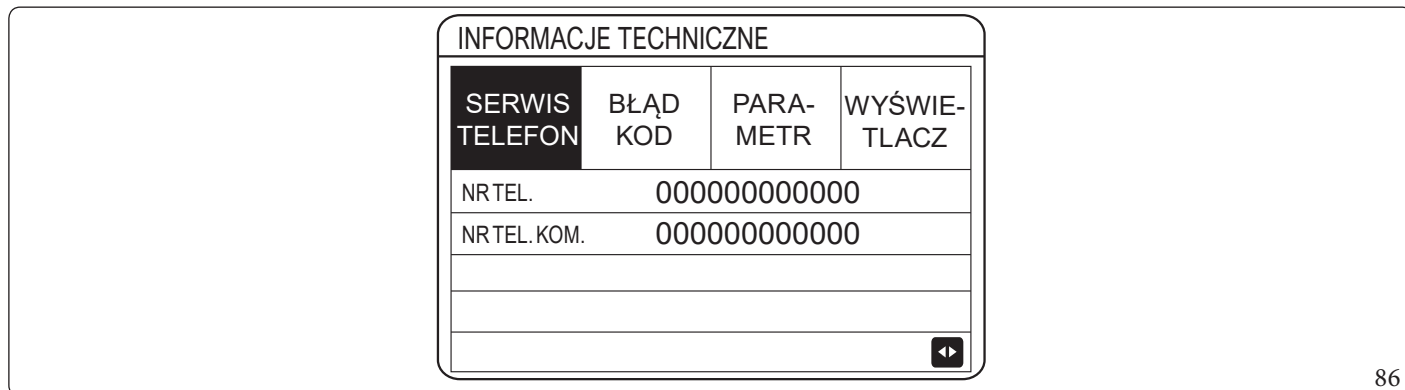 INFORMACJE TECHNICZNE
SERWIS TELEFON
BŁĄD KOD
PARA-METR
WYŚWIE-TLACZ
NR TEL. 000000000000
NR TEL. KOM. 000000000000
86